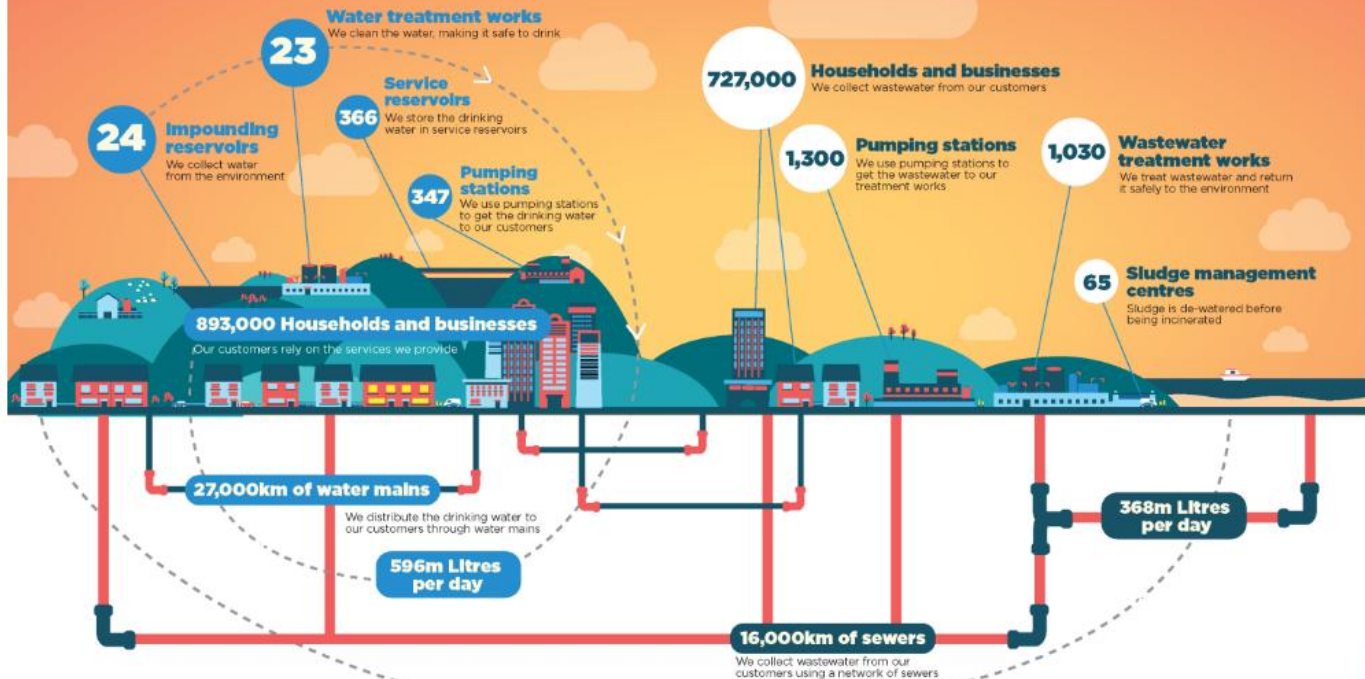 23
Water treatment works
We clean the water, making it safe to drink
24
Impounding
reservoirs
We collect water
from the environment
366
Service
reservoirs
We store the drinking
water in service reservoirs
347
Pumping
stations
We use pumping stations
to get the drinking water
to our customers
893,000 Households and businesses
Our customers rely on the services we provide
27,000km of water mains
We distribute the drinking water to
our customers through water mains
596m Litres
per day
727,000
Households and businesses
We collect wastewater from our customers
1,300
Pumping stations
We use pumping stations to
get the wastewater to our
treatment works
1,030
Wastewater
treatment works
We treat wastewater and return
it safely to the environment
65
Sludge management
centres
Sludge is de-watered before
being incinerated
368m Litres
per day
16,000km of sewers
We collect wastewater from our
customers using a network of sewers